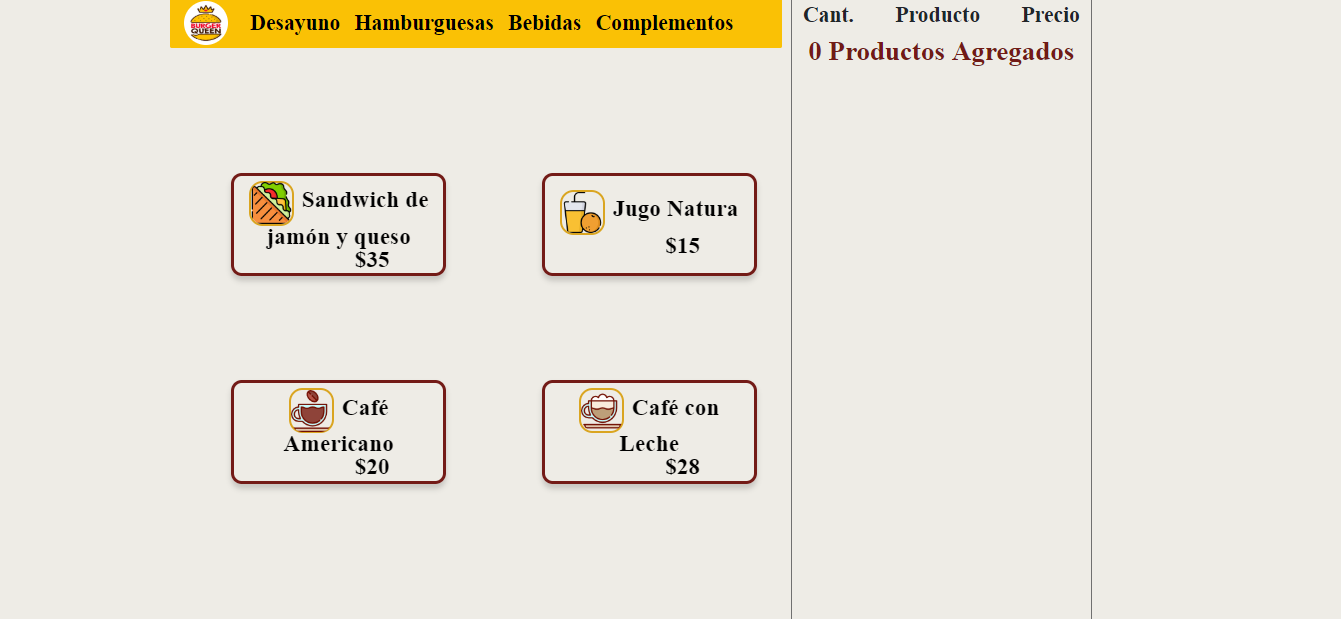 BURGER
QUEEN
Desayuno Hamburguesas Bebidas Complementos
Cant. Producto Precio
0 Productos Agregados
Sandwich de
jamón y queso
$35
Jugo Natura
$15
Café
Americano
$20
Café con
Leche
$28